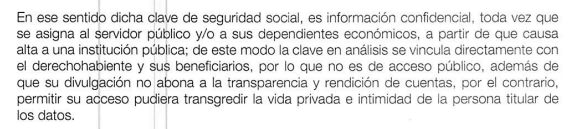 En ese sentido dicha clave de seguridad social, es información confidencial, toda vez que
se asigna al servidor público y/o a sus dependientes económicos, a partir de que causa
alta a una institución pública; de este modo la clave en análisis se vincula directamente con
el derechohabiente y sus beneficiarios, por lo que no es de acceso público, además de
que su divulgación no abona a la transparencia y rendición de cuentas, por el contrario,
permitir su acceso pudiera transgredir la vida privada e intimidad de la persona titular de
los datos.